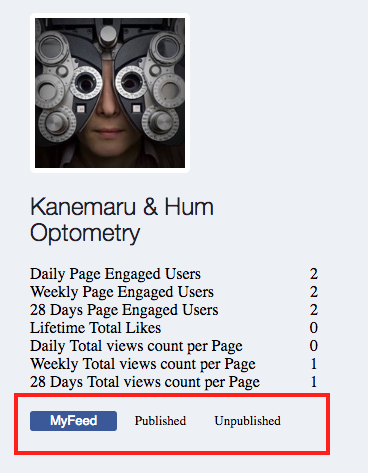 Kanemaru & Hum
Optometry
Daily Page Engaged Users 2
Weekly Page Engaged Users 2
28 Days Page Engaged Users 2
Lifetime Total Likes 0
Daily Total views count per Page 0
Weekly Total views count per Page 1
28 Days Total views count per Page 1
MyFeed Published Unpublished